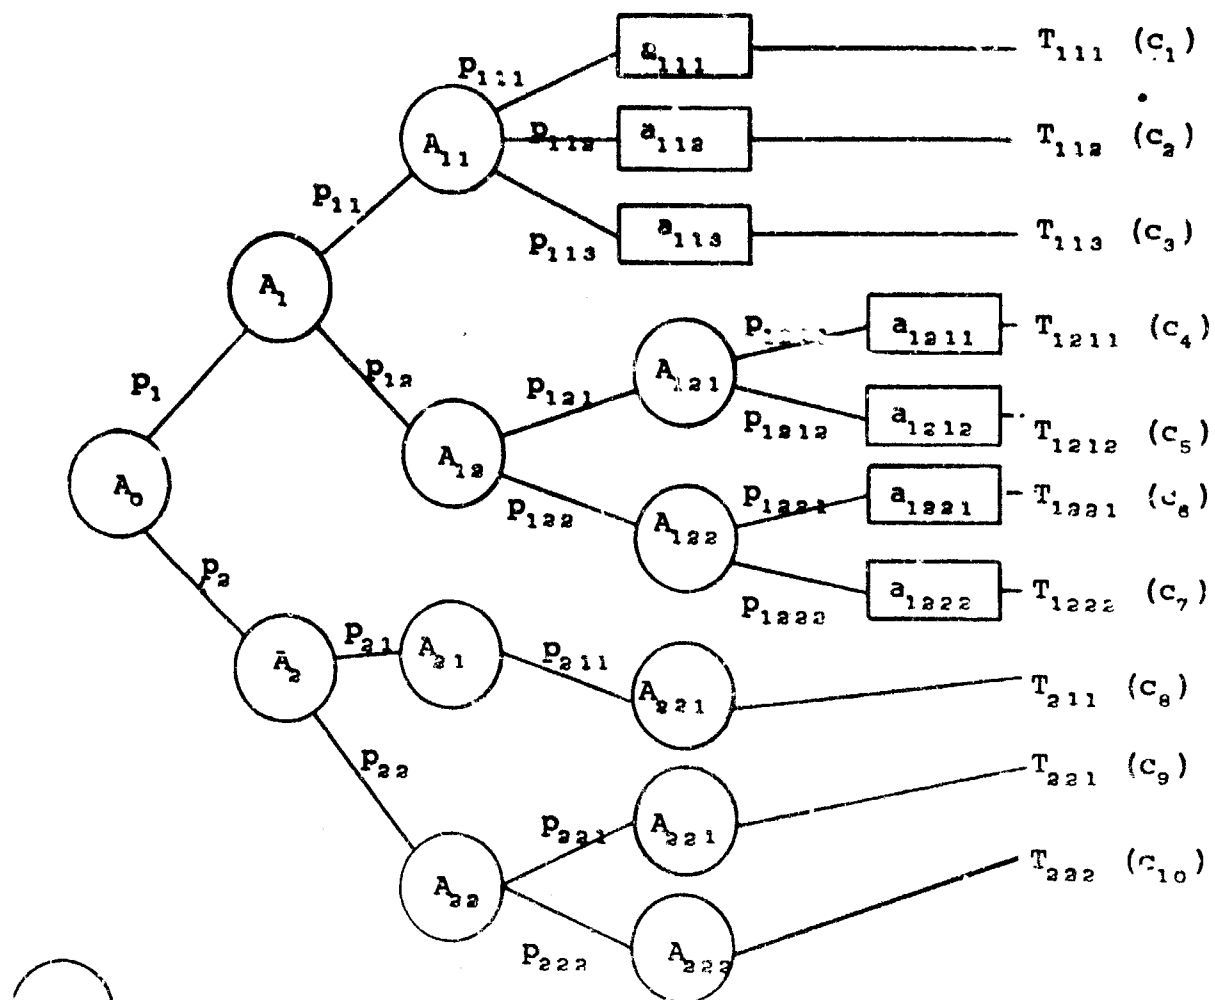 a₁₁₁ T₁₁₁ (c₁)
p₁₁₁
A₁₁ p₁₁₂ a₁₁₂ T₁₁₂ (c₂)
p₁₁
p₁₁₃ a₁₁₃ T₁₁₃ (c₃)
A₁
a₁₂₁₁ T₁₂₁₁ (c₄)
p₁ p₁₂ p₁₂₁ A₁₂₁
p₁₂₁₂ a₁₂₁₂ T₁₂₁₂ (c₅)
A₀ A₁₂
p₁₂₂₁ a₁₂₂₁ T₁₂₂₁ (c₆)
p₁₂₂ A₁₂₂
p₂ p₁₂₂₂ a₁₂₂₂ T₁₂₂₂ (c₇)
A₂ p₂₁ A₂₁ p₂₁₁ A₂₂₁ T₂₁₁ (c₈)
p₂₂
p₂₂₁ A₂₂₁ T₂₂₁ (c₉)
A₂₂
p₂₂₂ A₂₂₂ T₂₂₂ (c₁₀)